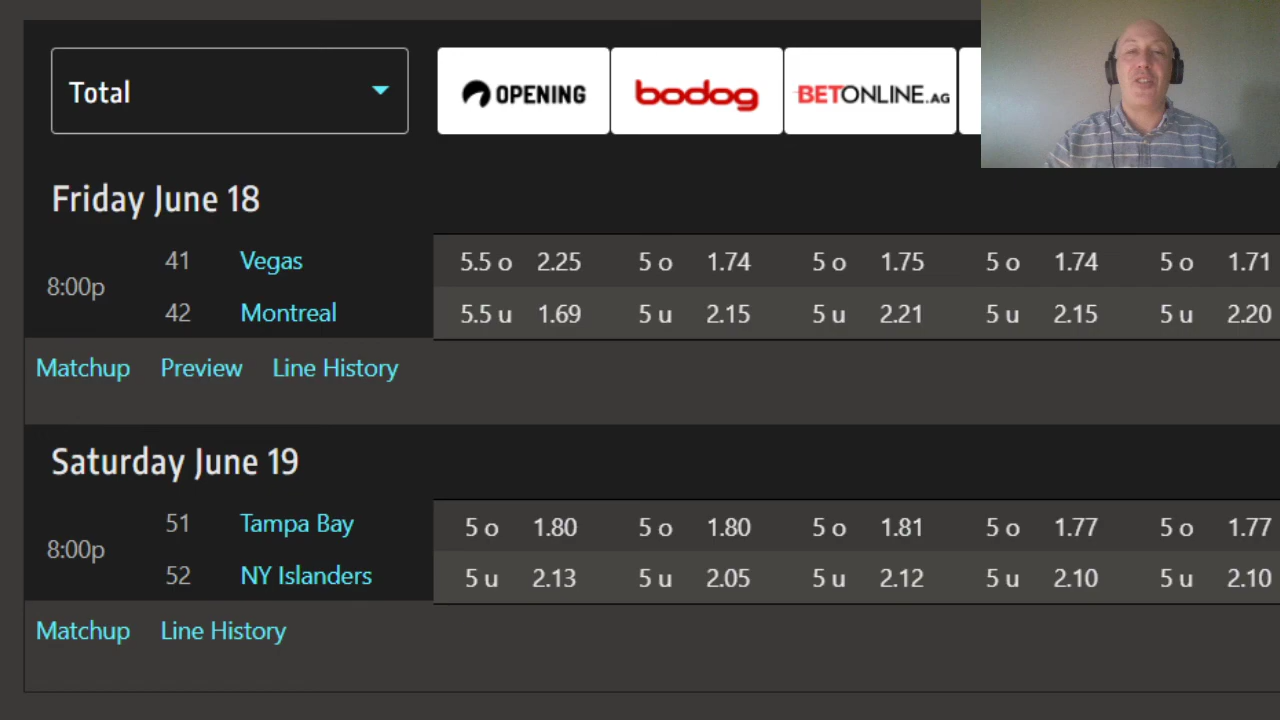 Total OPENING bodog BETONLINE.AG
Friday June 18
41 Vegas 5.5 o 2.25 5 o 1.74 5 o 1.75 5 o 1.74 5 o 1.71
8:00p
42 Montreal 5.5 u 1.69 5 u 2.15 5 u 2.21 5 u 2.15 5 u 2.20
Matchup Preview Line History
Saturday June 19
51 Tampa Bay 5 o 1.80 5 o 1.80 5 o 1.81 5 o 1.77 5 o 1.77
8:00p
52 NY Islanders 5 u 2.13 5 u 2.05 5 u 2.12 5 u 2.10 5 u 2.10
Matchup Line History